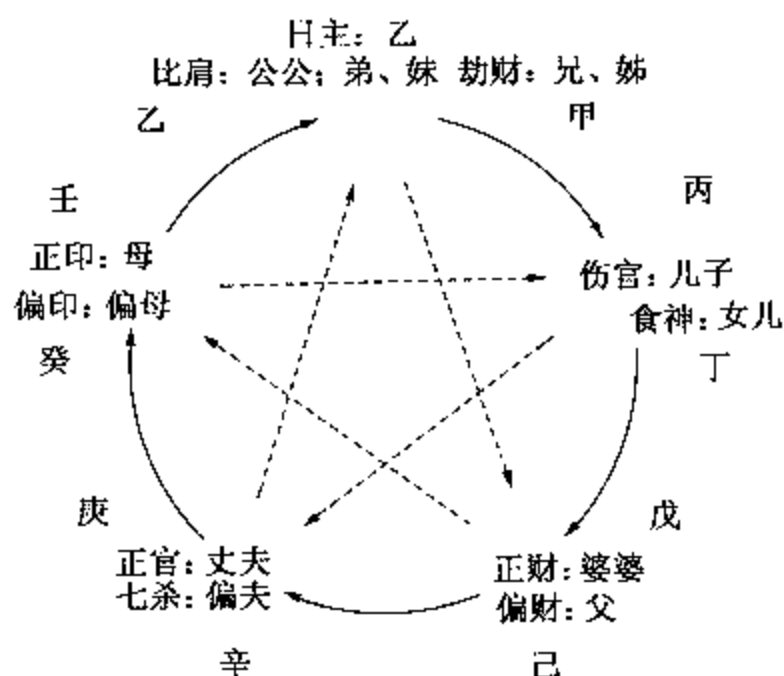 日主：乙
比肩：公公；弟、妹 劫财：兄、姊
乙
甲
壬
丙
正印：母
偏印：偏母
伤官：儿子
食神：女儿
癸
丁
庚
戊
正官：丈夫
七杀：偏夫
正财：婆婆
偏财：父
辛
己